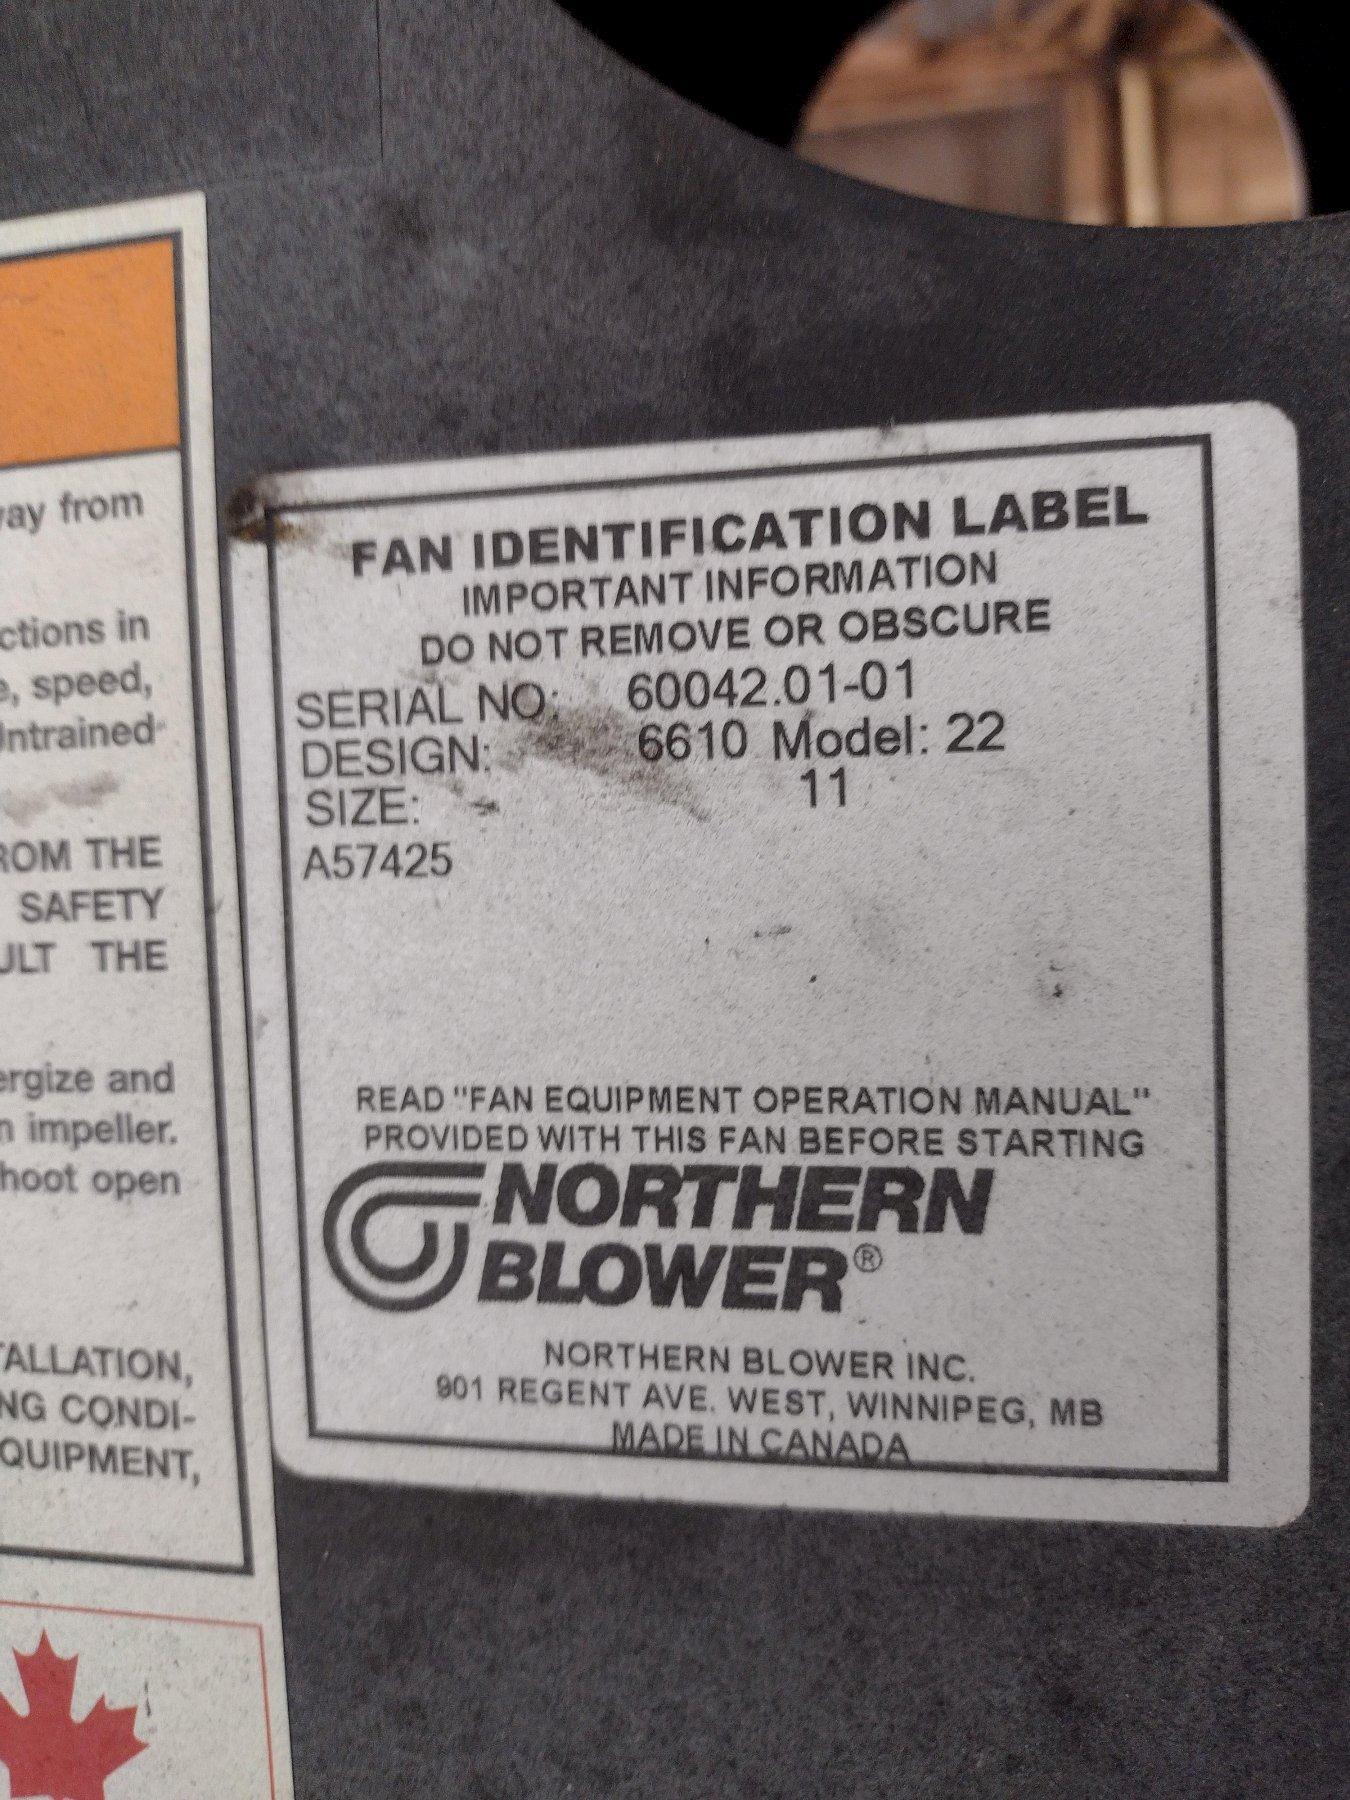 way from
ctions in
speed,
Untrained
ROM THE
SAFETY
ULT THE
ergize and
n impeller.
hoot open
TALLATION,
NG CONDI-
QUIPMENT,
FAN IDENTIFICATION LABEL
IMPORTANT INFORMATION
DO NOT REMOVE OR OBSCURE
SERIAL NO: 60042.01-01
DESIGN: 6610 Model: 22
SIZE: 11
A57425
READ "FAN EQUIPMENT OPERATION MANUAL"
PROVIDED WITH THIS FAN BEFORE STARTING
NORTHERN
BLOWER®
NORTHERN BLOWER INC.
901 REGENT AVE. WEST, WINNIPEG, MB
MADE IN CANADA